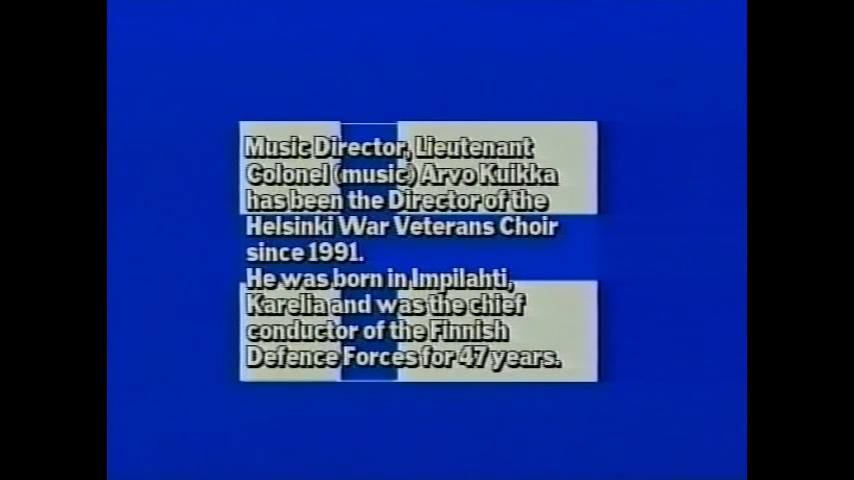 Music Director, Lieutenant
Colonel (music) Arvo Kuikka
has been the Director of the
Helsinki War Veterans Choir
since 1991.
He was born in Impilahti,
Karelia and was the chief
conductor of the Finnish
Defence Forces for 47 years.